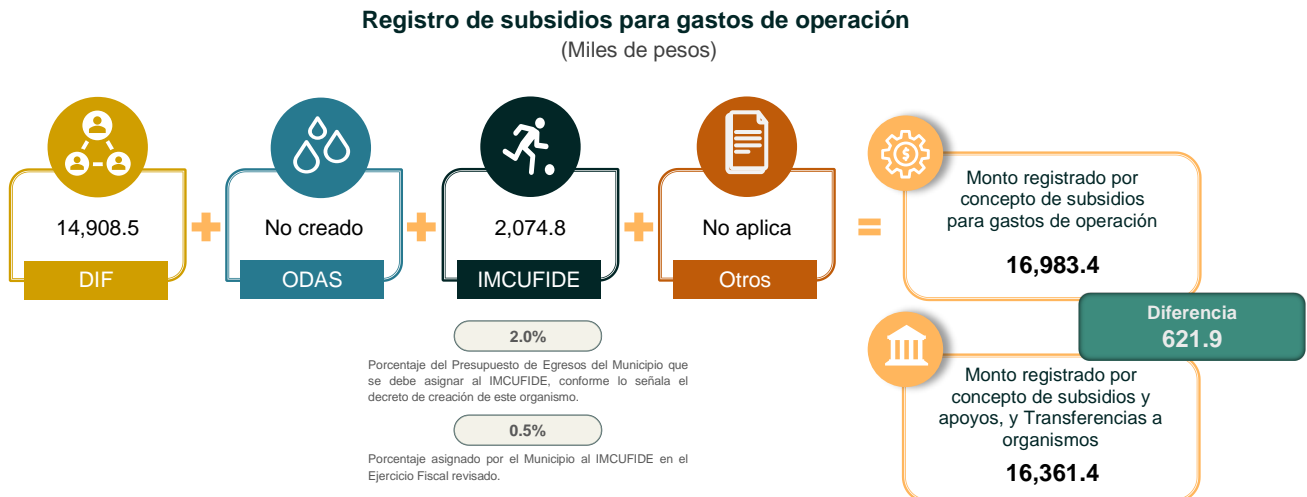 Registro de subsidios para gastos de operación
(Miles de pesos)
14,908.5
DIF
No creado
ODAS
2,074.8
IMCUFIDE
No aplica
Otros
Monto registrado por
concepto de subsidios
para gastos de operación
16,983.4
Diferencia
621.9
Monto registrado por
concepto de subsidios y
apoyos, y Transferencias a
organismos
16,361.4
2.0%
Porcentaje del Presupuesto de Egresos del Municipio que
se debe asignar al IMCUFIDE, conforme lo señala el
decreto de creación de este organismo.
0.5%
Porcentaje asignado por el Municipio al IMCUFIDE en el
Ejercicio Fiscal revisado.